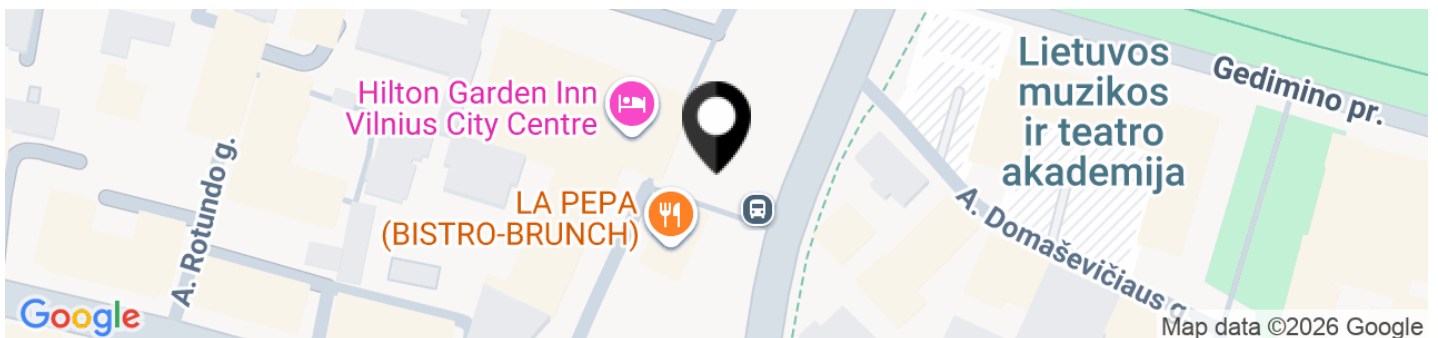 Hilton Garden Inn
Vilnius City Centre
LA PEPA
(BISTRO-BRUNCH)
A. Rotundo g.
Lietuvos
muzikos
ir teatro
akademija
Gedimino pr.
A. Domaševičiaus g.
Google
Map data ©2026 Google